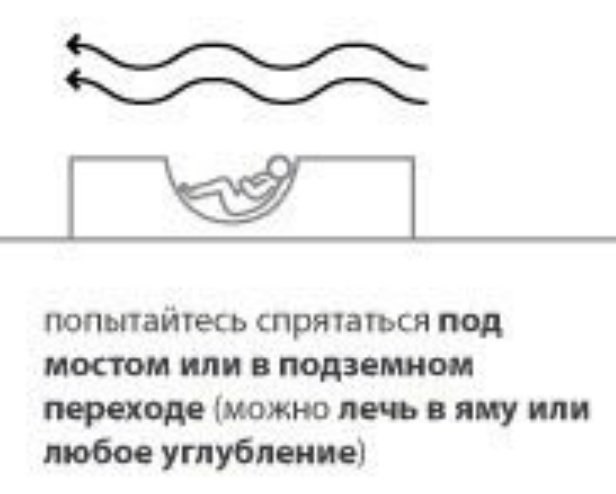 попытайтесь спрятаться под
мостом или в подземном
переходе (можно лечь в яму или
любое углубление)